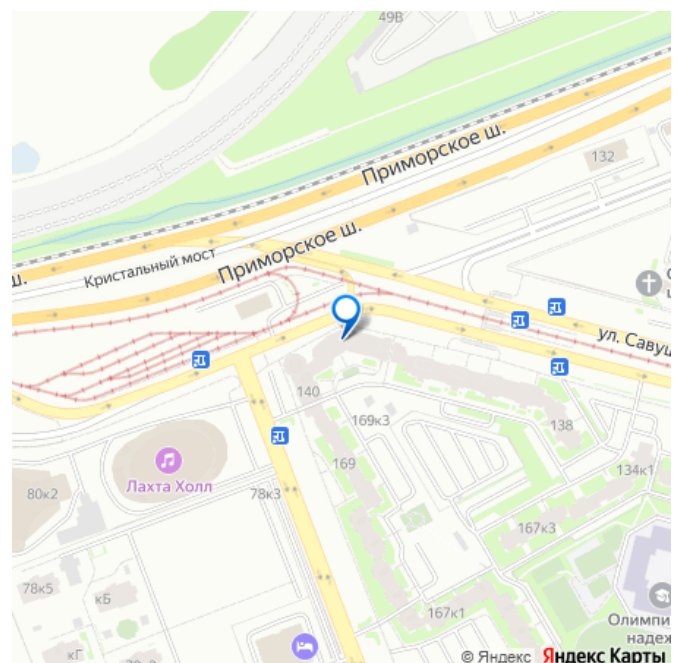 49В
Приморское ш.
132
Кристальный мост
Приморское ш.
ш.
С
ц
ул. Савуш
140
169к3
138
Лахта Холл
169
80к2
78к3
134к1
167к3
78к5
кБ
167к1
Олимпи
надеж
кГ
© Яндекс Яндекс Карты